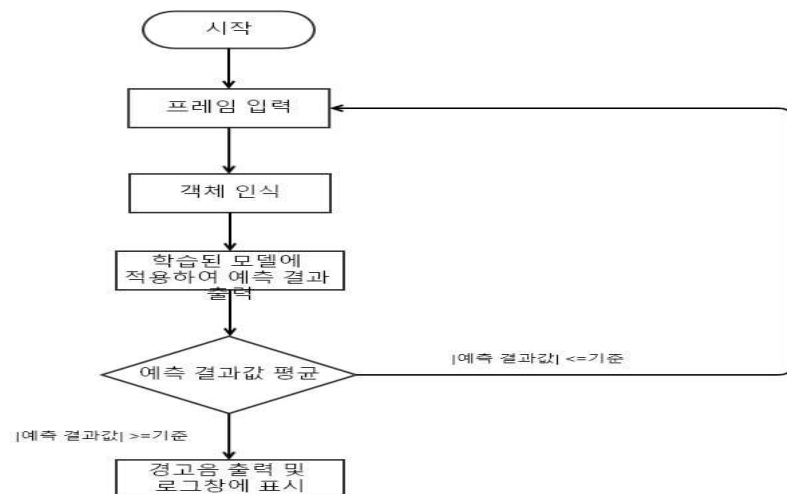 시작
프레임 입력
객체 인식
학습된 모델에
적용하여 예측 결과
출력
예측 결과값 평균
|예측 결과값| <=기준
|예측 결과값| >=기준
경고음 출력 및
로그창에 표시